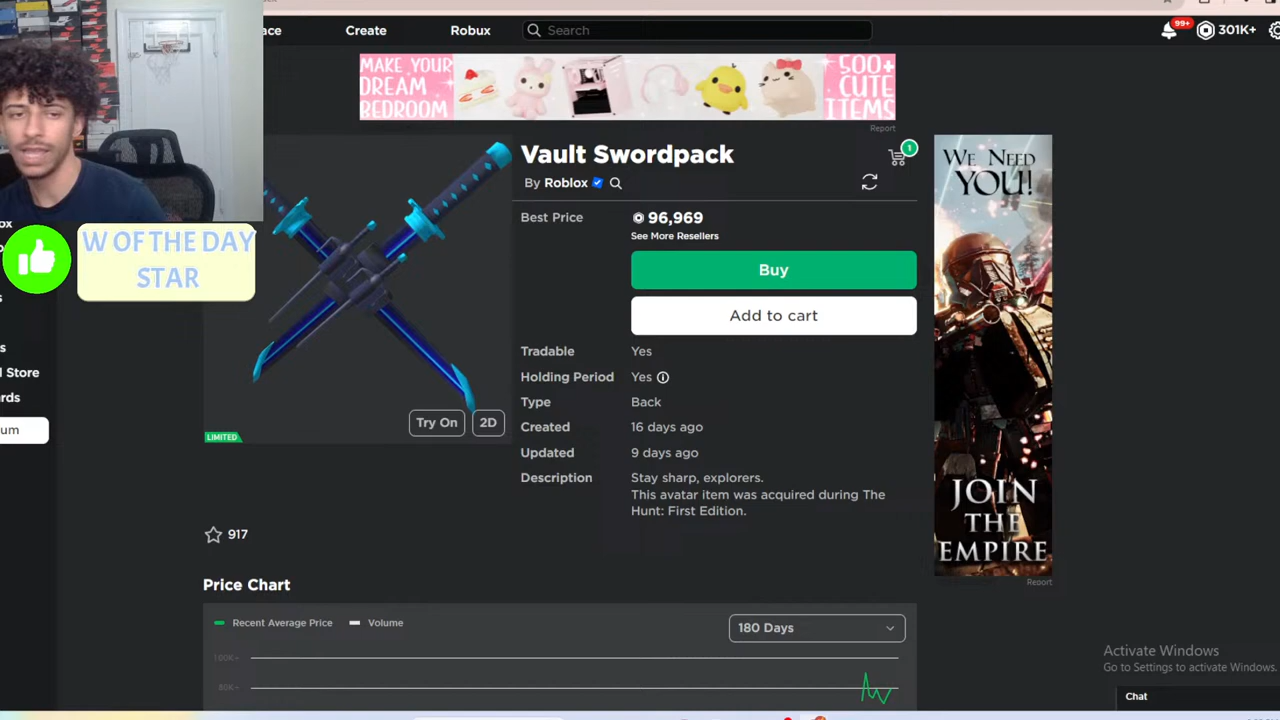 ace
Create
Robux
Search
99+
301K+
MAKE YOUR
DREAM
BEDROOM
500+
CUTE
ITEMS
Report
Vault Swordpack
1
By Roblox
Best Price
96,969
See More Resellers
Buy
Add to cart
Tradable
Yes
Holding Period
Yes
Type
Back
Created
16 days ago
Updated
9 days ago
Description
Stay sharp, explorers.
This avatar item was acquired during The
Hunt: First Edition.
Try On
2D
LIMITED
917
WE NEED
YOU!
JOIN
THE
EMPIRE
Report
W OF THE DAY
STAR
ox
s
l Store
rds
um
Price Chart
Recent Average Price
Volume
180 Days
100K+
80K+
Activate Windows
Go to Settings to activate Windows.
Chat